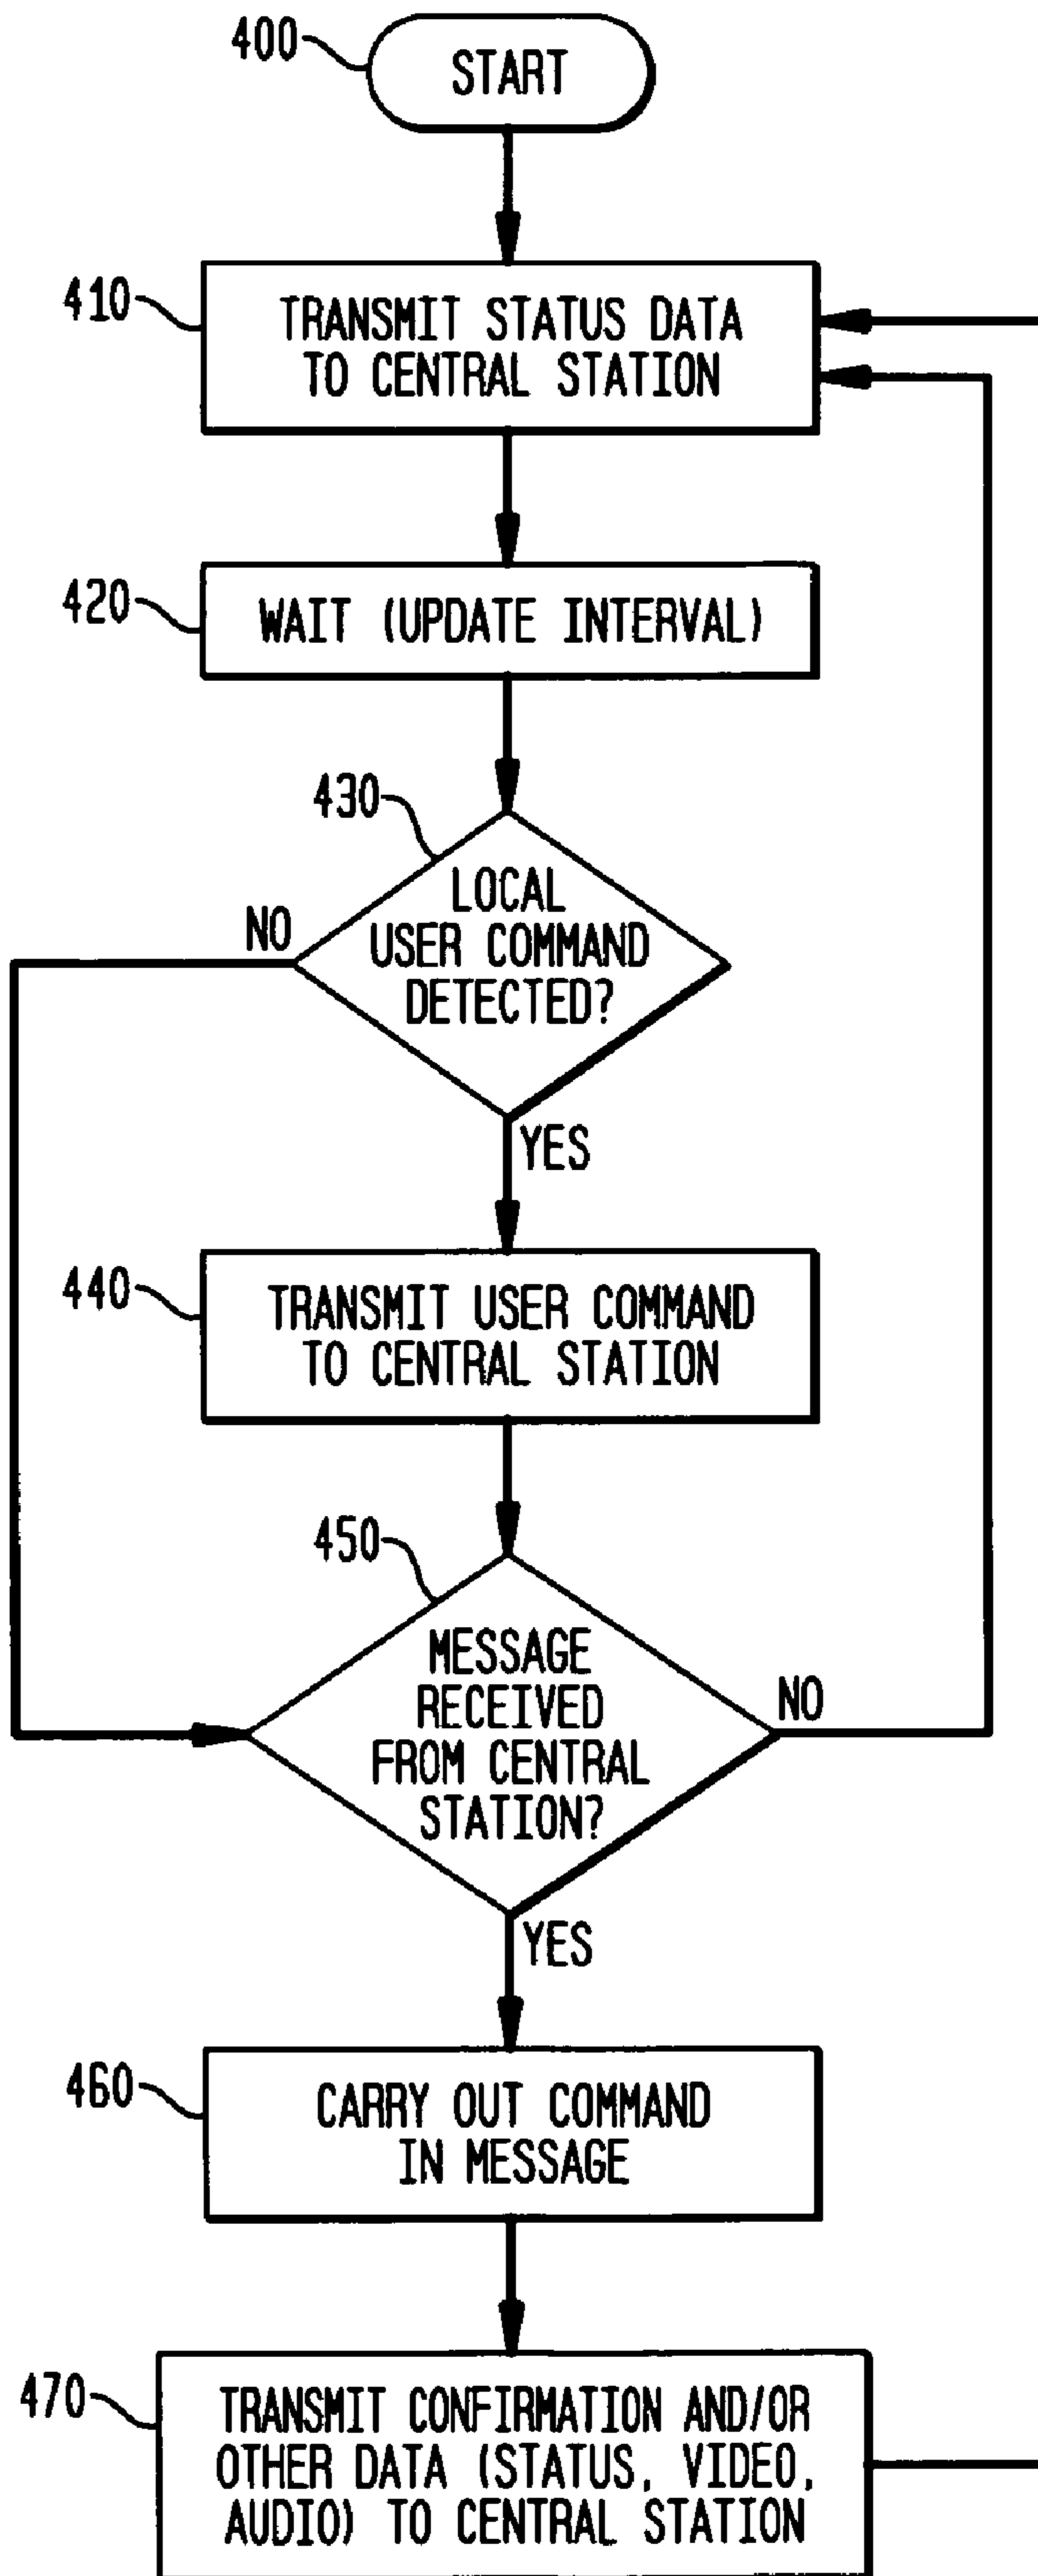 400
START
410
TRANSMIT STATUS DATA
TO CENTRAL STATION
420
WAIT (UPDATE INTERVAL)
430
LOCAL
USER COMMAND
DETECTED?
NO
YES
440
TRANSMIT USER COMMAND
TO CENTRAL STATION
450
MESSAGE
RECEIVED
FROM CENTRAL
STATION?
NO
YES
460
CARRY OUT COMMAND
IN MESSAGE
470
TRANSMIT CONFIRMATION AND/OR
OTHER DATA (STATUS, VIDEO,
AUDIO) TO CENTRAL STATION